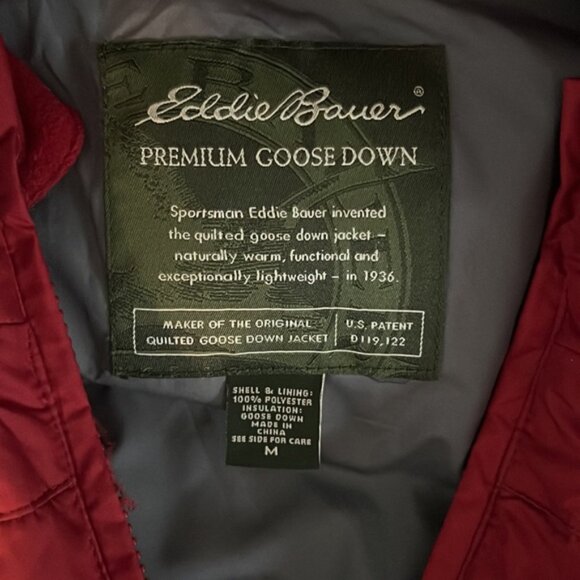 Eddie Bauer®
PREMIUM GOOSE DOWN
Sportsman Eddie Bauer invented
the quilted goose down jacket –
naturally warm, functional and
exceptionally lightweight – in 1936.
MAKER OF THE ORIGINAL
QUILTED GOOSE DOWN JACKET
U.S. PATENT
D119,122
SHELL & LINING:
100% POLYESTER
INSULATION:
GOOSE DOWN
MADE IN
CHINA
SEE SIDE FOR CARE
M